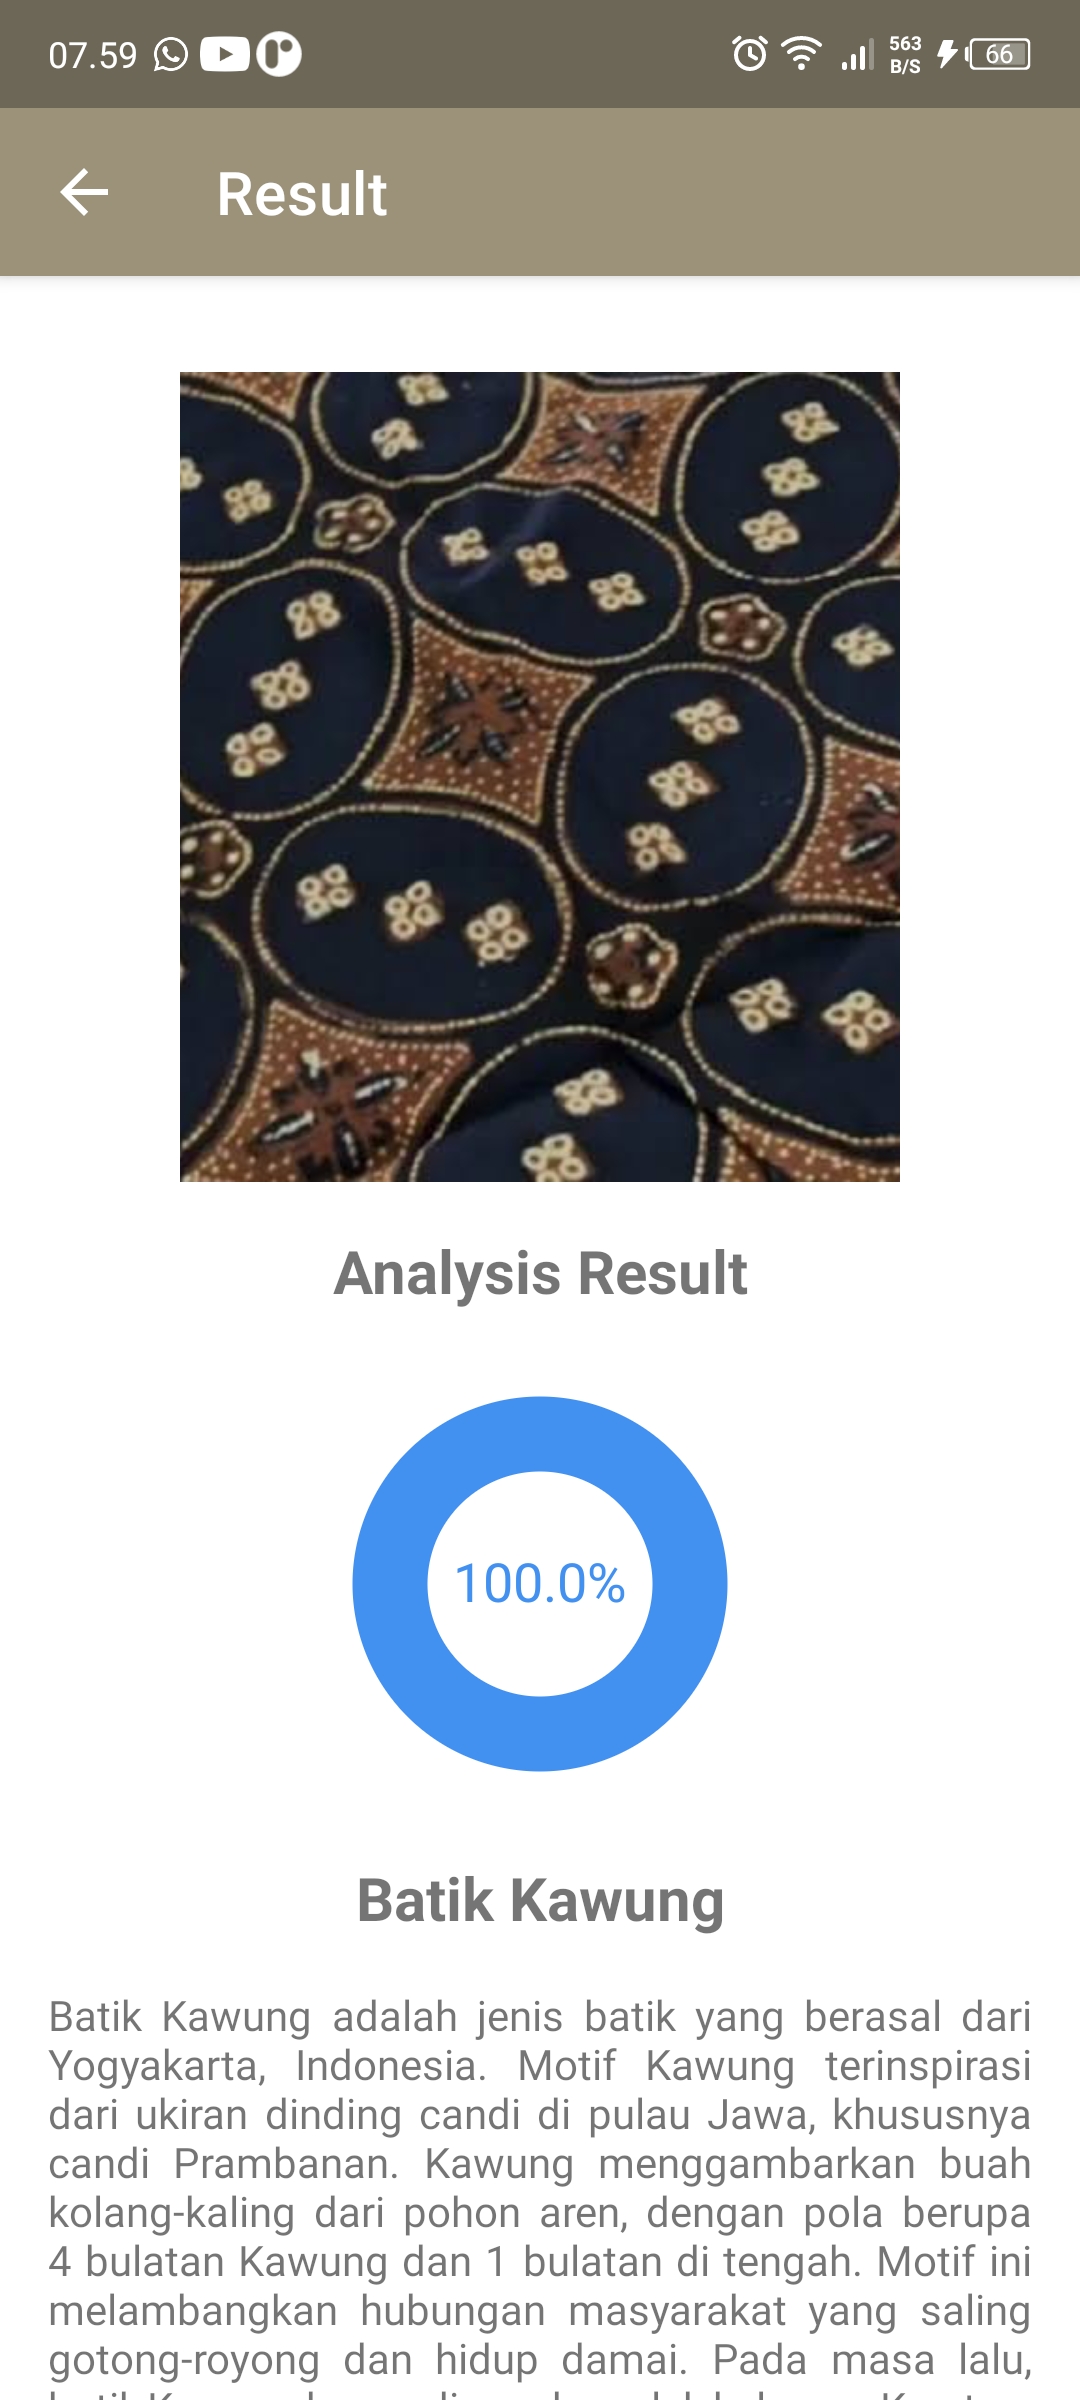 07.59
563
B/S
66
Result
Analysis Result
100.0%
Batik Kawung
Batik Kawung adalah jenis batik yang berasal dari
Yogyakarta, Indonesia. Motif Kawung terinspirasi
dari ukiran dinding candi di pulau Jawa, khususnya
candi Prambanan. Kawung menggambarkan buah
kolang-kaling dari pohon aren, dengan pola berupa
4 bulatan Kawung dan 1 bulatan di tengah. Motif ini
melambangkan hubungan masyarakat yang saling
gotong-royong dan hidup damai. Pada masa lalu,